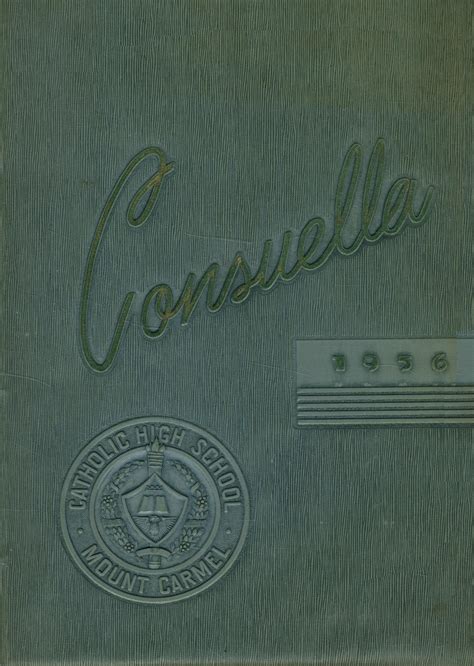 Consuella
1956
CATHOLIC HIGH SCHOOL
MOUNT CARMEL